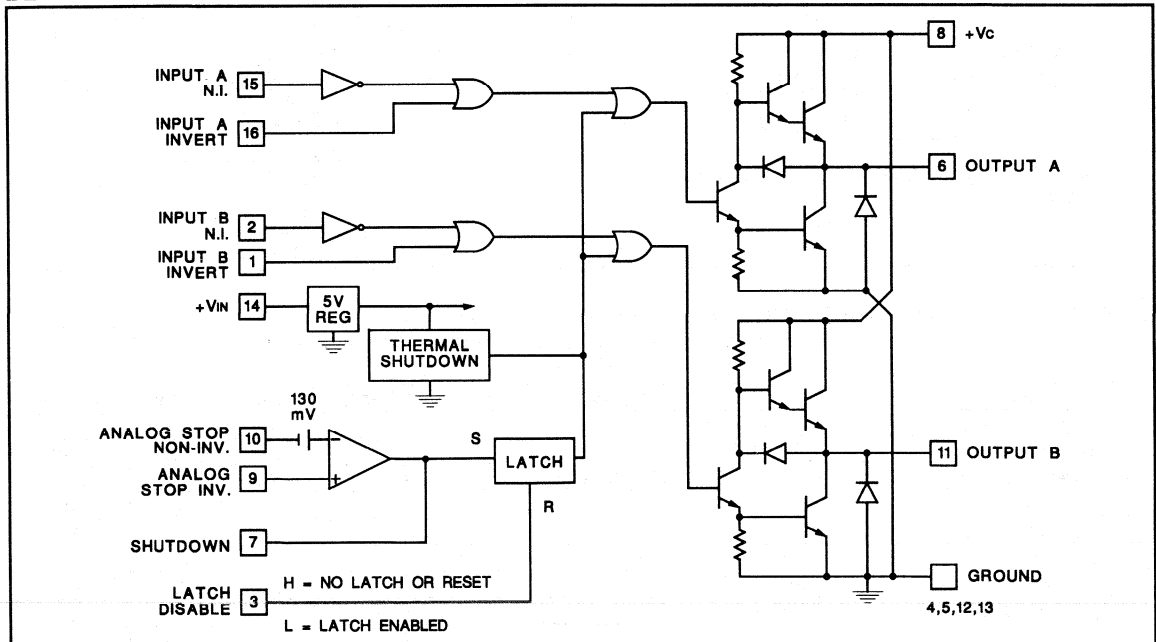 INPUT A
N.I.
15
INPUT A
INVERT
16
INPUT B
N.I.
2
INPUT B
INVERT
1
+VIN
14
5V
REG
THERMAL
SHUTDOWN
130
mV
ANALOG STOP
NON-INV.
10
−
ANALOG
STOP INV.
9
+
S
LATCH
R
SHUTDOWN
7
LATCH
DISABLE
3
H = NO LATCH OR RESET
L = LATCH ENABLED
8
+Vc
6
OUTPUT A
11
OUTPUT B
GROUND
4,5,12,13